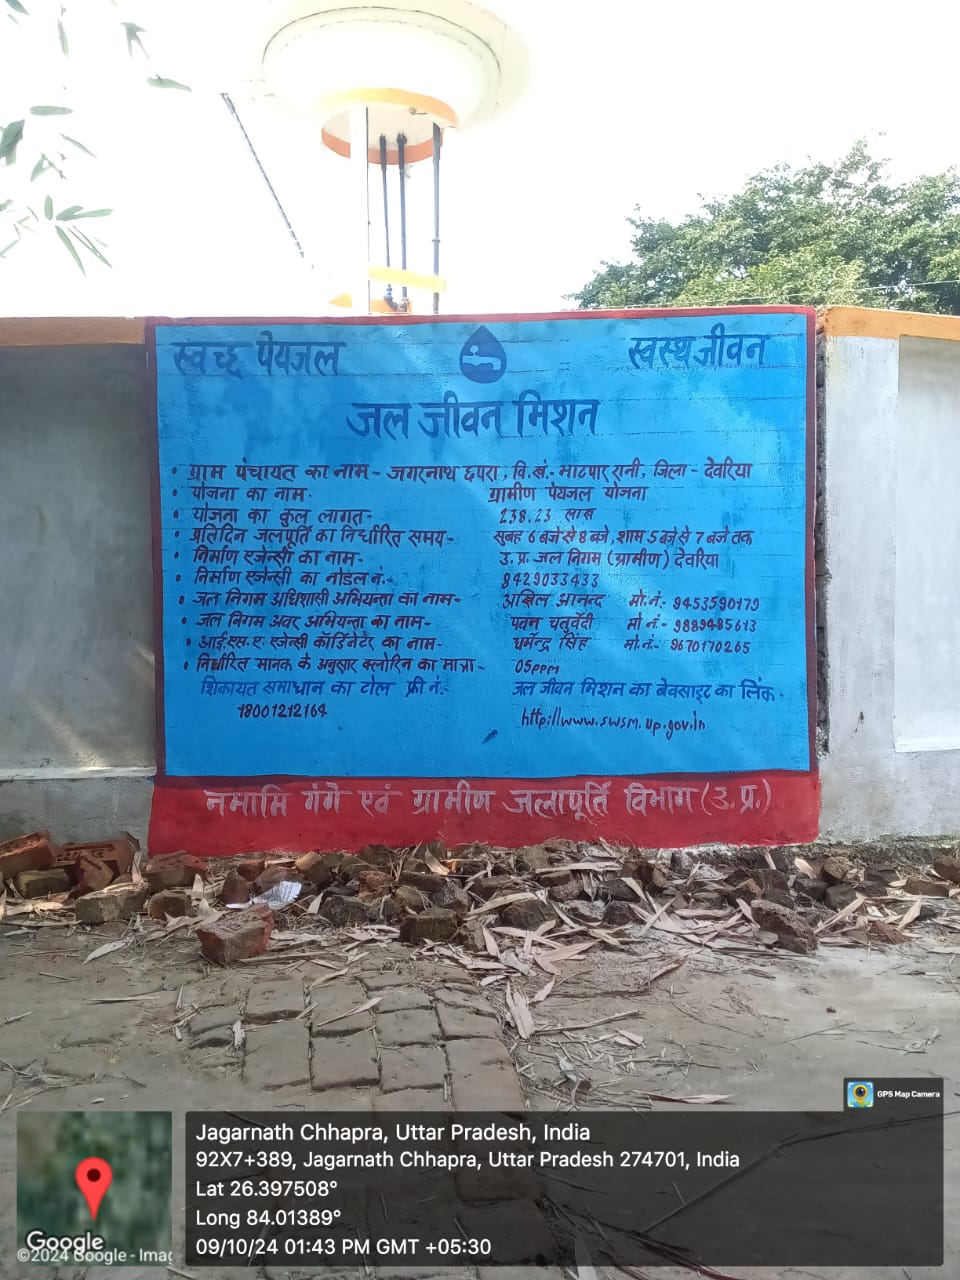 स्वच्छ पेयजल
स्वस्थ जीवन
जल जीवन मिशन
• ग्राम पंचायत का नाम - जगरनाथ छपरा, वि.खं.- भाटपार रानी, जिला - देवरिया
• योजना का नाम- ग्रामीण पेयजल योजना
• योजना का कुल लागत- 238.23 लाख
• प्रतिदिन जलपूर्ति का निर्धारित समय- सुबह 6 बजे से 8 बजे, शाम 5 बजे से 7 बजे तक
• निर्माण एजेन्सी का नाम- उ.प्र. जल निगम (ग्रामीण) देवरिया
• निर्माण एजेन्सी का नोडल नं.- 8429033433
• जल निगम अधिशासी अभियन्ता का नाम- अखिल आनन्द मो.नं.- 9453590179
• जल निगम अवर अभियन्ता का नाम- पवन चतुर्वेदी मो नं.- 9889485613
• आई.एस.ए. एजेन्सी कॉर्डिनेटर का नाम- धर्मेन्द्र सिंह मो.नं.- 9670170265
• निर्धारित मानक के अनुसार क्लोरिन का मात्रा - 05ppm
शिकायत समाधान का टोल फ्री नं.: जल जीवन मिशन का बेवसाइट का लिंक-
18001212164 http://www.swsm.up.gov.in
नमामि गंगे एवं ग्रामीण जलापूर्ति विभाग (उ.प्र.)
GPS Map Camera
Jagarnath Chhapra, Uttar Pradesh, India
92X7+389, Jagarnath Chhapra, Uttar Pradesh 274701, India
Lat 26.397508°
Long 84.01389°
09/10/24 01:43 PM GMT +05:30
Google
©2024 Google - Imag